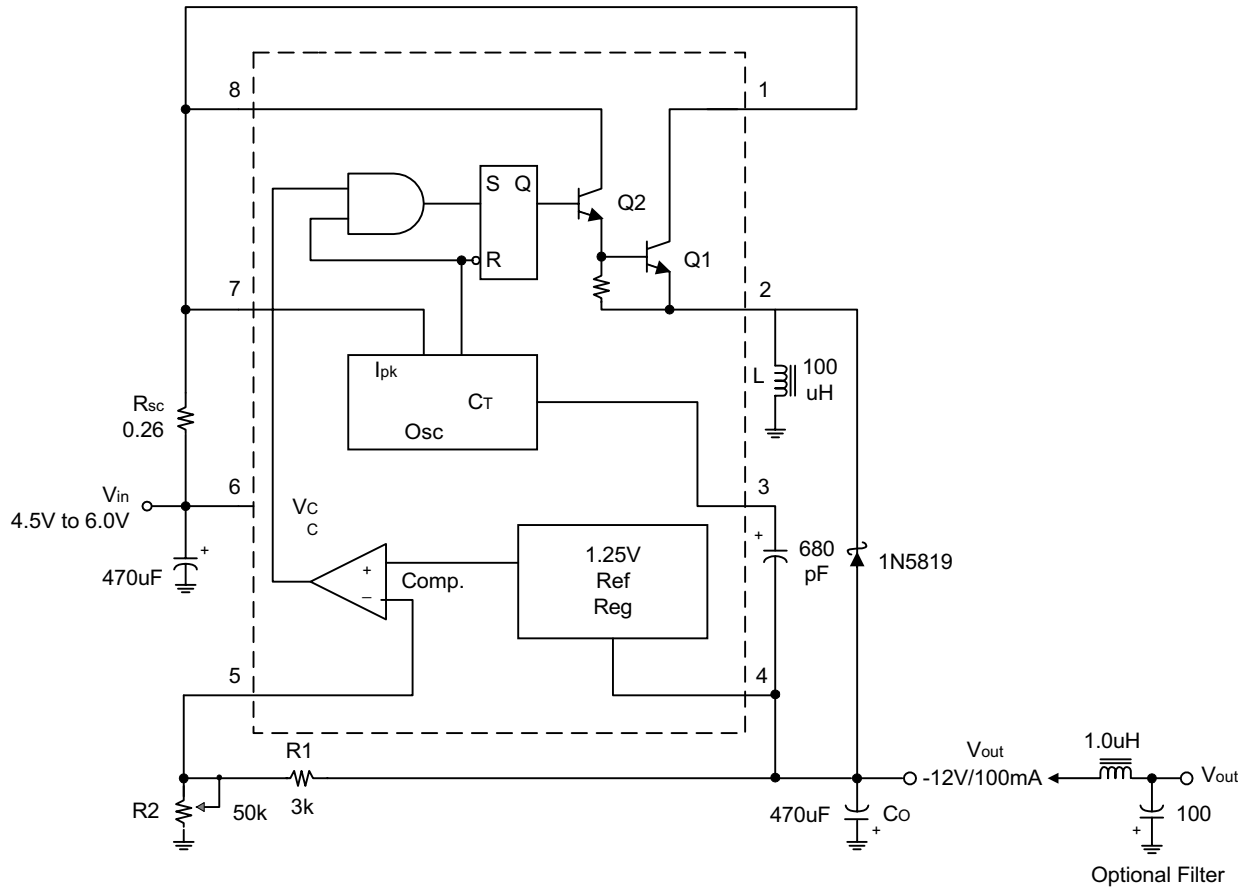 8
1
S Q
Q2
R
Q1
7
2
Ipk
CT
Osc
L
100
uH
Rsc
0.26
Vin
4.5V to 6.0V
6
VC
C
3
+
470uF
+
–
Comp.
1.25V
Ref
Reg
+
680
pF
1N5819
5
4
R1
3k
R2
50k
Vout
-12V/100mA
1.0uH
Vout
470uF
CO
+
100
+
Optional Filter